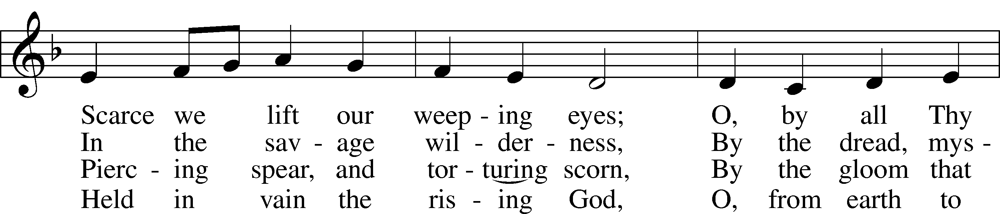 Scarce we lift our weep - ing eyes; O, by all Thy
In the sav - age wil - der - ness, By the dread, mys -
Pierc - ing spear, and tor - turing scorn, By the gloom that
Held in vain the ris - ing God, O, from earth to